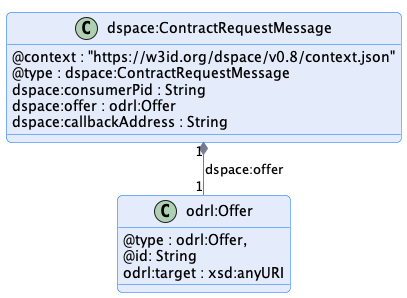 C dspace:ContractRequestMessage
@context : "https://w3id.org/dspace/v0.8/context.json"
@type : dspace:ContractRequestMessage
dspace:consumerPid : String
dspace:offer : odrl:Offer
dspace:callbackAddress : String
1
dspace:offer
1
C odrl:Offer
@type : odrl:Offer,
@id: String
odrl:target : xsd:anyURI